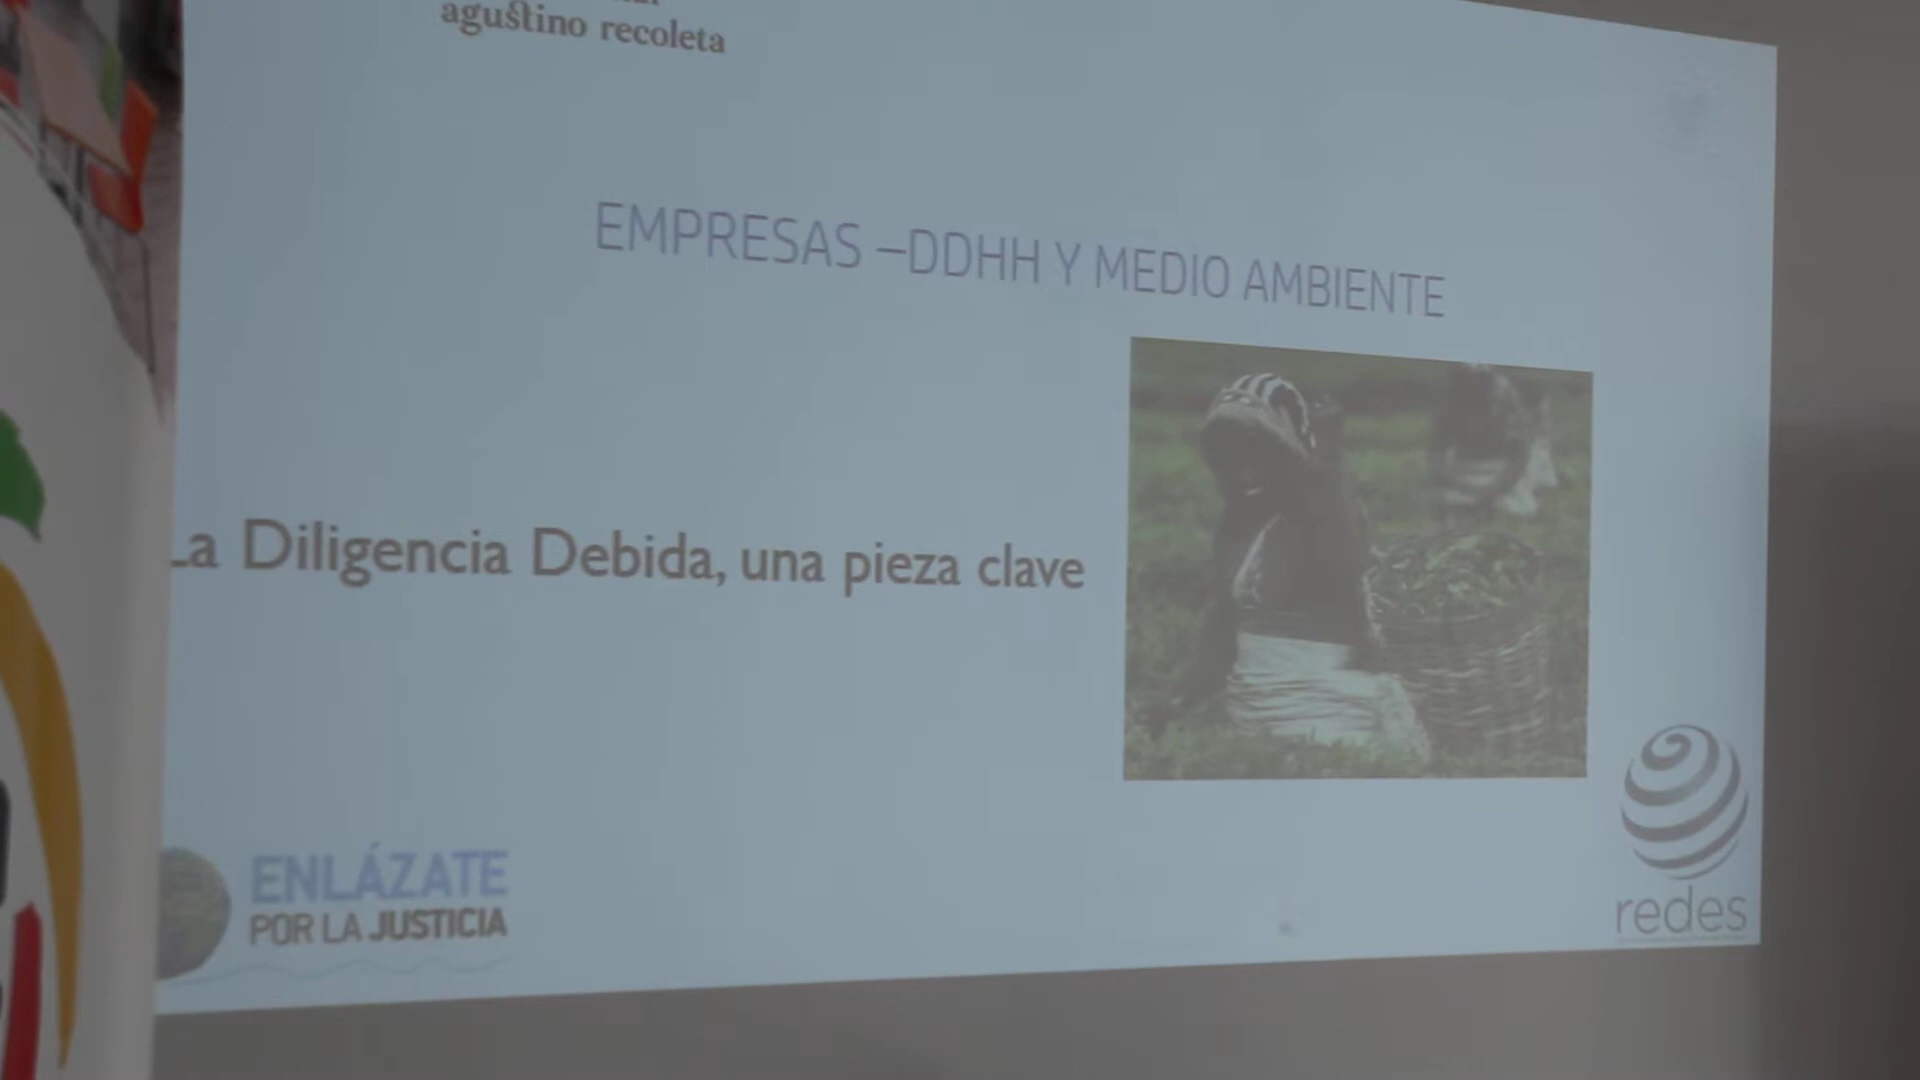 agustino recoleta
EMPRESAS –DDHH Y MEDIO AMBIENTE
La Diligencia Debida, una pieza clave
ENLÁZATE
POR LA JUSTICIA
redes